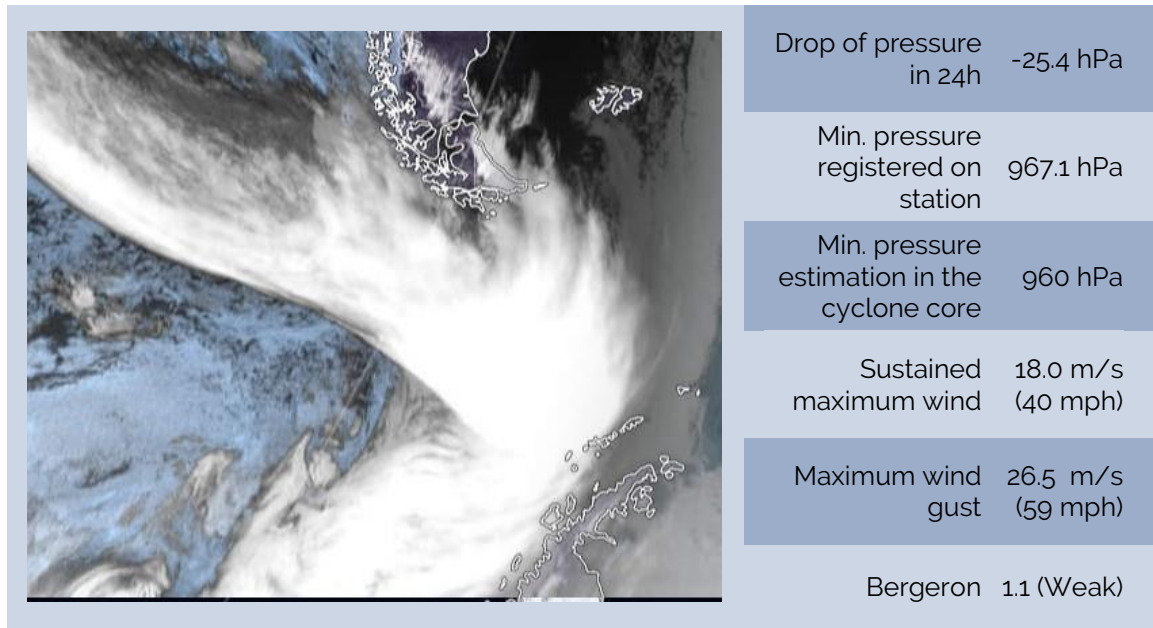 Drop of pressure
in 24h
-25.4 hPa
Min. pressure
registered on
station
967.1 hPa
Min. pressure
estimation in the
cyclone core
960 hPa
Sustained
maximum wind
18.0 m/s
(40 mph)
Maximum wind
gust
26.5 m/s
(59 mph)
Bergeron
1.1 (Weak)